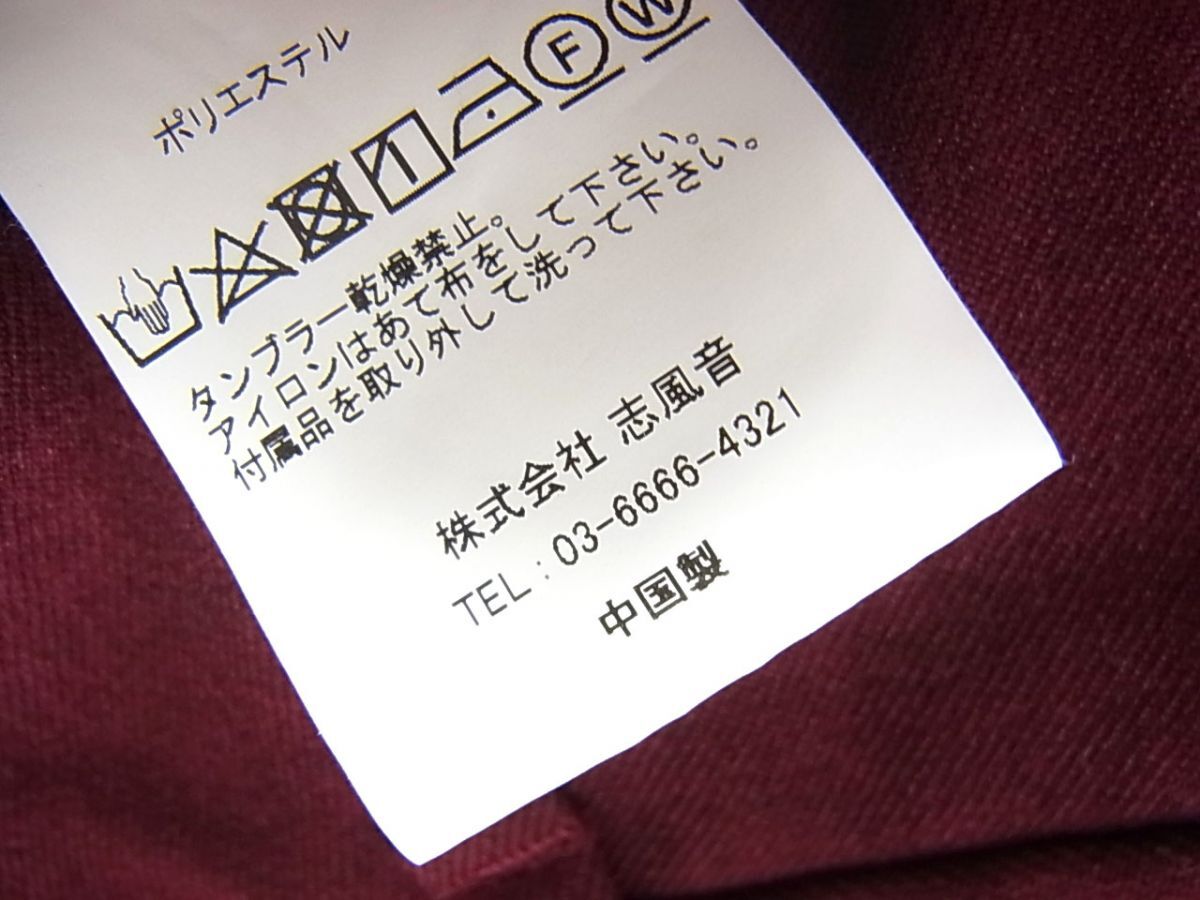 ポリエステル
F W
タンブラー乾燥禁止。
アイロンはあて布をして下さい。
付属品を取り外して洗って下さい。
株式会社 志風音
TEL : 03-6666-4321
中国製